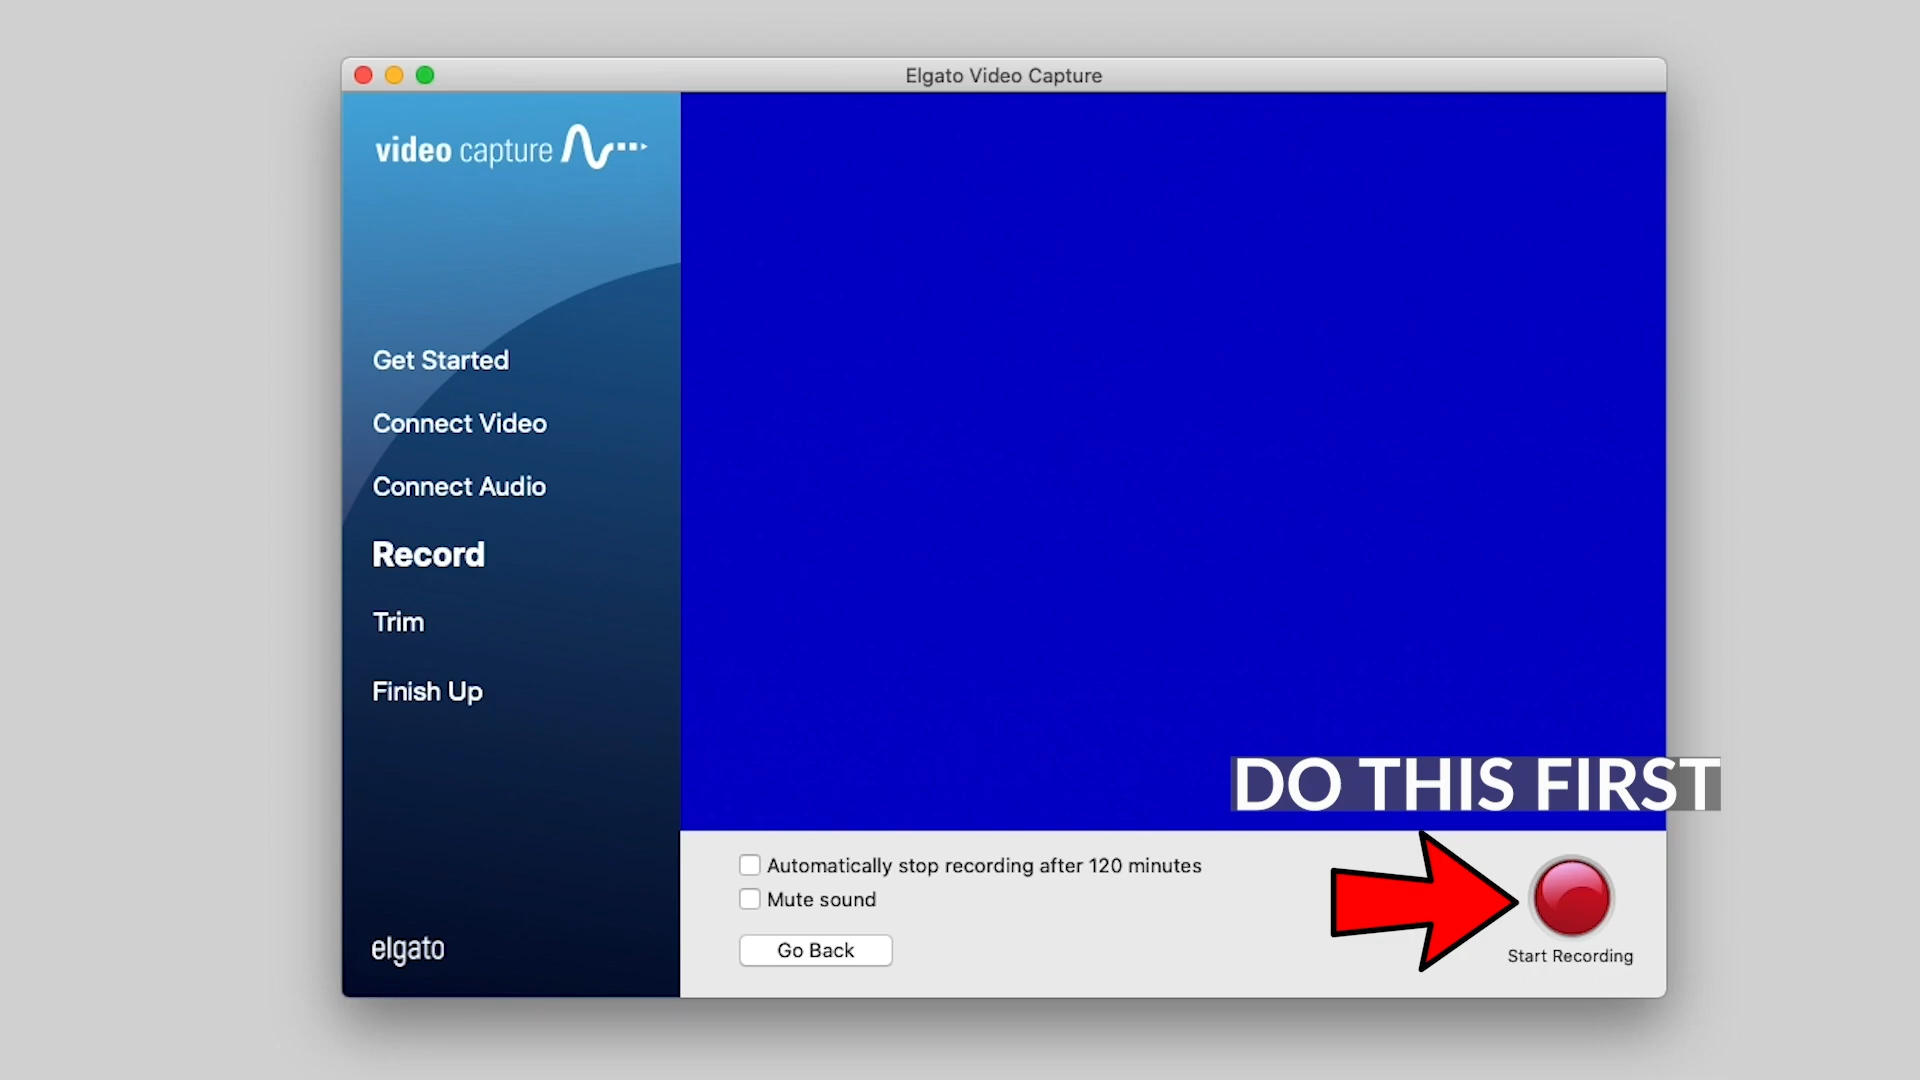 Elgato Video Capture
video capture
Get Started
Connect Video
Connect Audio
Record
Trim
Finish Up
elgato
DO THIS FIRST
Automatically stop recording after 120 minutes
Mute sound
Go Back
Start Recording